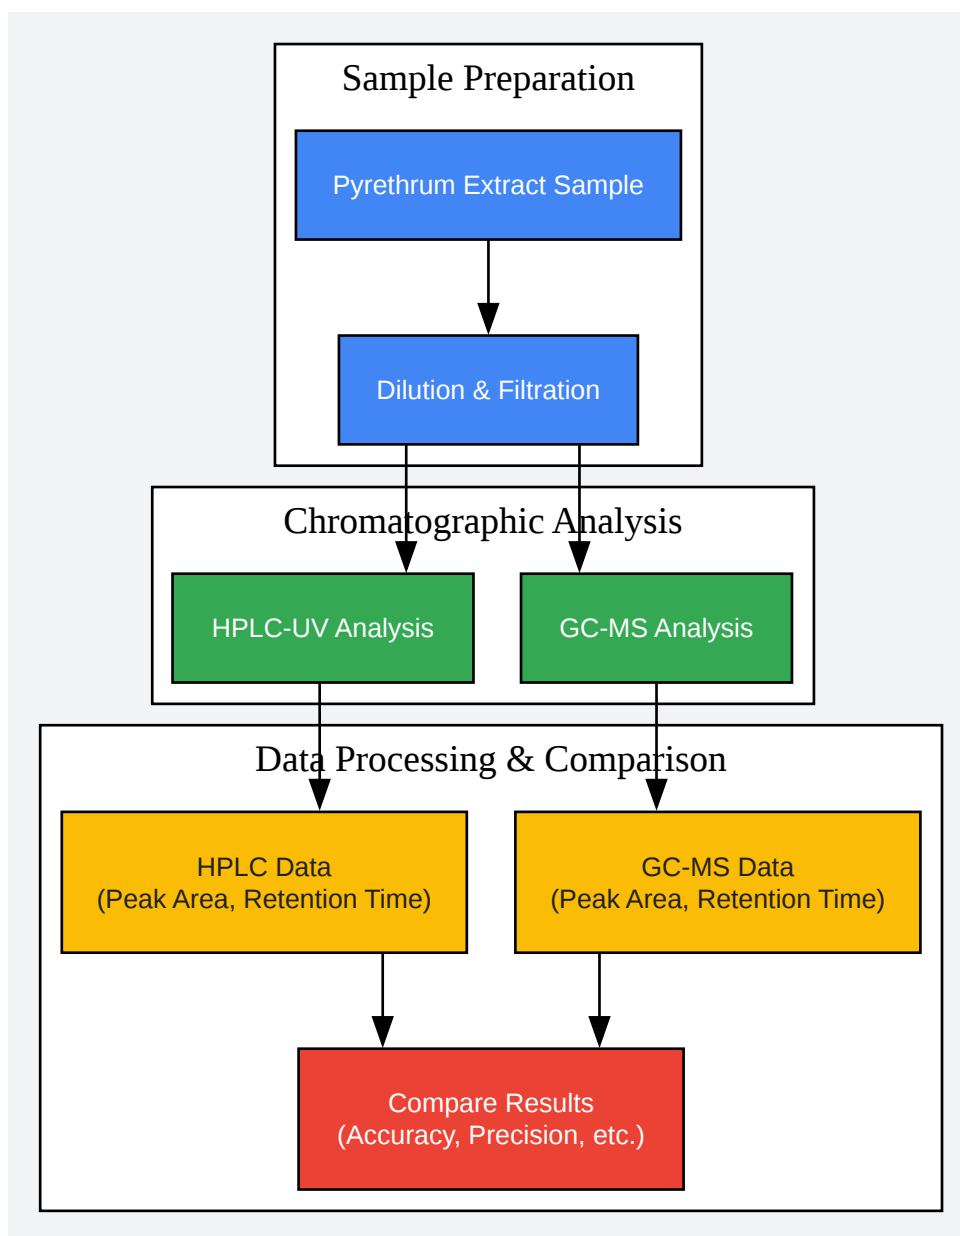 Sample Preparation
Pyrethrum Extract Sample
Dilution & Filtration
Chromatographic Analysis
HPLC-UV Analysis
GC-MS Analysis
Data Processing & Comparison
HPLC Data
(Peak Area, Retention Time)
GC-MS Data
(Peak Area, Retention Time)
Compare Results
(Accuracy, Precision, etc.)